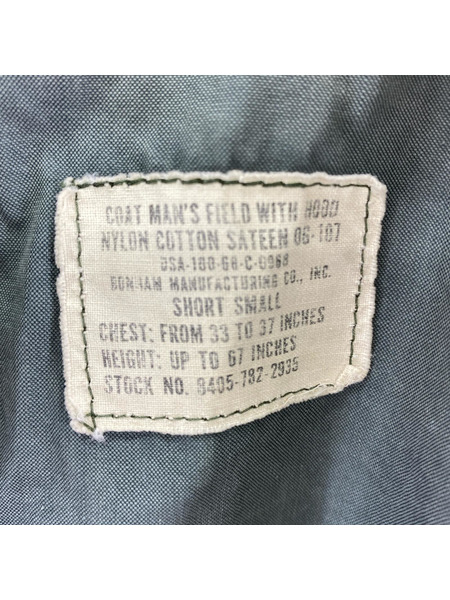 COAT MAN'S FIELD WITH HOOD
NYLON COTTON SATEEN OG-107
DSA-100-68-C-0968
BONHAM MANUFACTURING CO., INC.
SHORT SMALL
CHEST: FROM 33 TO 37 INCHES
HEIGHT: UP TO 67 INCHES
STOCK NO. 8405-782-2935